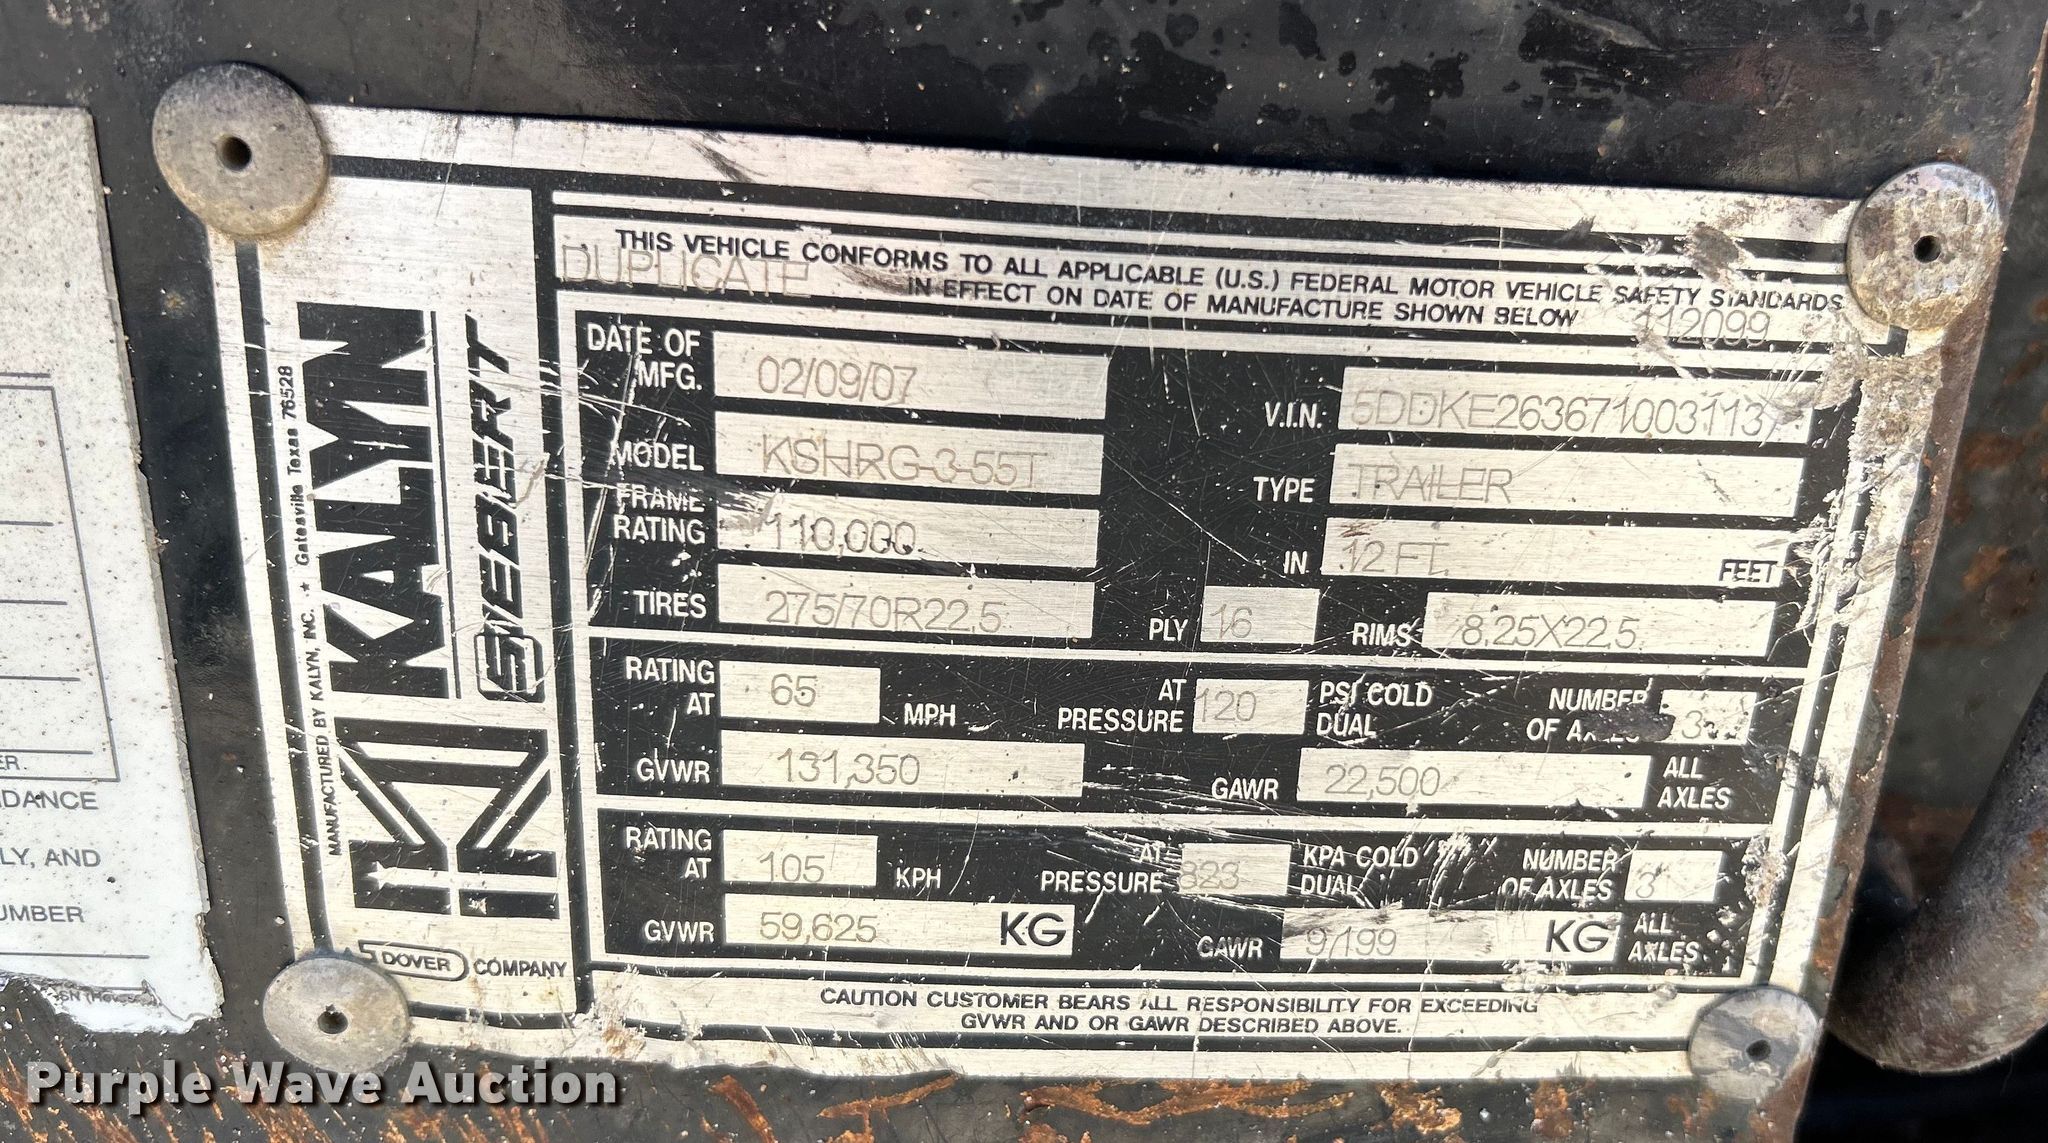 THIS VEHICLE CONFORMS TO ALL APPLICABLE (U.S.) FEDERAL MOTOR VEHICLE SAFETY STANDARDS
DUPLICATE IN EFFECT ON DATE OF MANUFACTURE SHOWN BELOW 112099
MANUFACTURED BY KALYN, INC. ★ Gatesville Texas 76528
KALYN
SIEBERT
DOVER COMPANY
DATE OF MFG. 02/09/07 V.I.N. 5DDKE263671003113
MODEL KSHRG-3-55T TYPE TRAILER
FRAME RATING 110,000 IN 12 FT. FEET
TIRES 275/70R22.5 PLY 16 RIMS 8.25X22.5
RATING AT 65 MPH AT PRESSURE 120 PSI COLD DUAL NUMBER OF AXLES 3
GVWR 131,350 GAWR 22,500 ALL AXLES
RATING AT 105 KPH AT PRESSURE 823 KPA COLD DUAL NUMBER OF AXLES 3
GVWR 59,625 KG GAWR 9,199 KG ALL AXLES
CAUTION CUSTOMER BEARS ALL RESPONSIBILITY FOR EXCEEDING
GVWR AND OR GAWR DESCRIBED ABOVE.
DANCE
LY, AND
UMBER
Purple Wave Auction